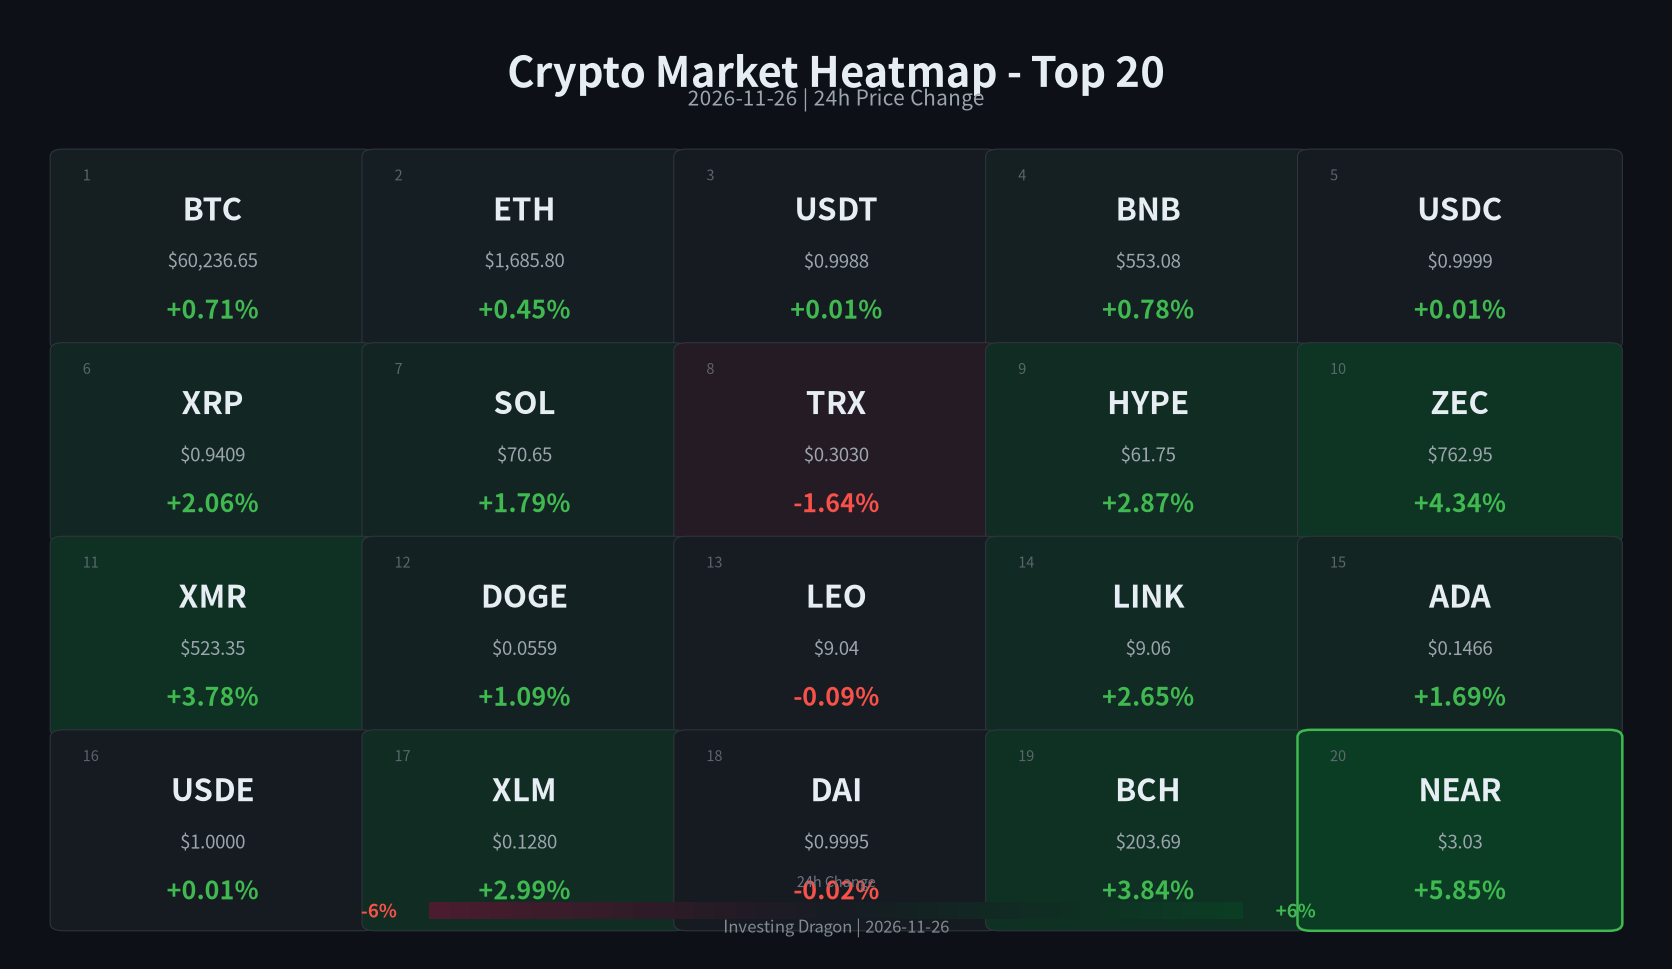 Crypto Market Heatmap - Top 20
2026-11-26 | 24h Price Change
1
BTC
$60,236.65
+0.71%
2
ETH
$1,685.80
+0.45%
3
USDT
$0.9988
+0.01%
4
BNB
$553.08
+0.78%
5
USDC
$0.9999
+0.01%
6
XRP
$0.9409
+2.06%
7
SOL
$70.65
+1.79%
8
TRX
$0.3030
-1.64%
9
HYPE
$61.75
+2.87%
10
ZEC
$762.95
+4.34%
11
XMR
$523.35
+3.78%
12
DOGE
$0.0559
+1.09%
13
LEO
$9.04
-0.09%
14
LINK
$9.06
+2.65%
15
ADA
$0.1466
+1.69%
16
USDE
$1.0000
+0.01%
17
XLM
$0.1280
+2.99%
18
DAI
$0.9995
-0.02%
19
BCH
$203.69
+3.84%
20
NEAR
$3.03
+5.85%
24h Change
-6%
+6%
Investing Dragon | 2026-11-26